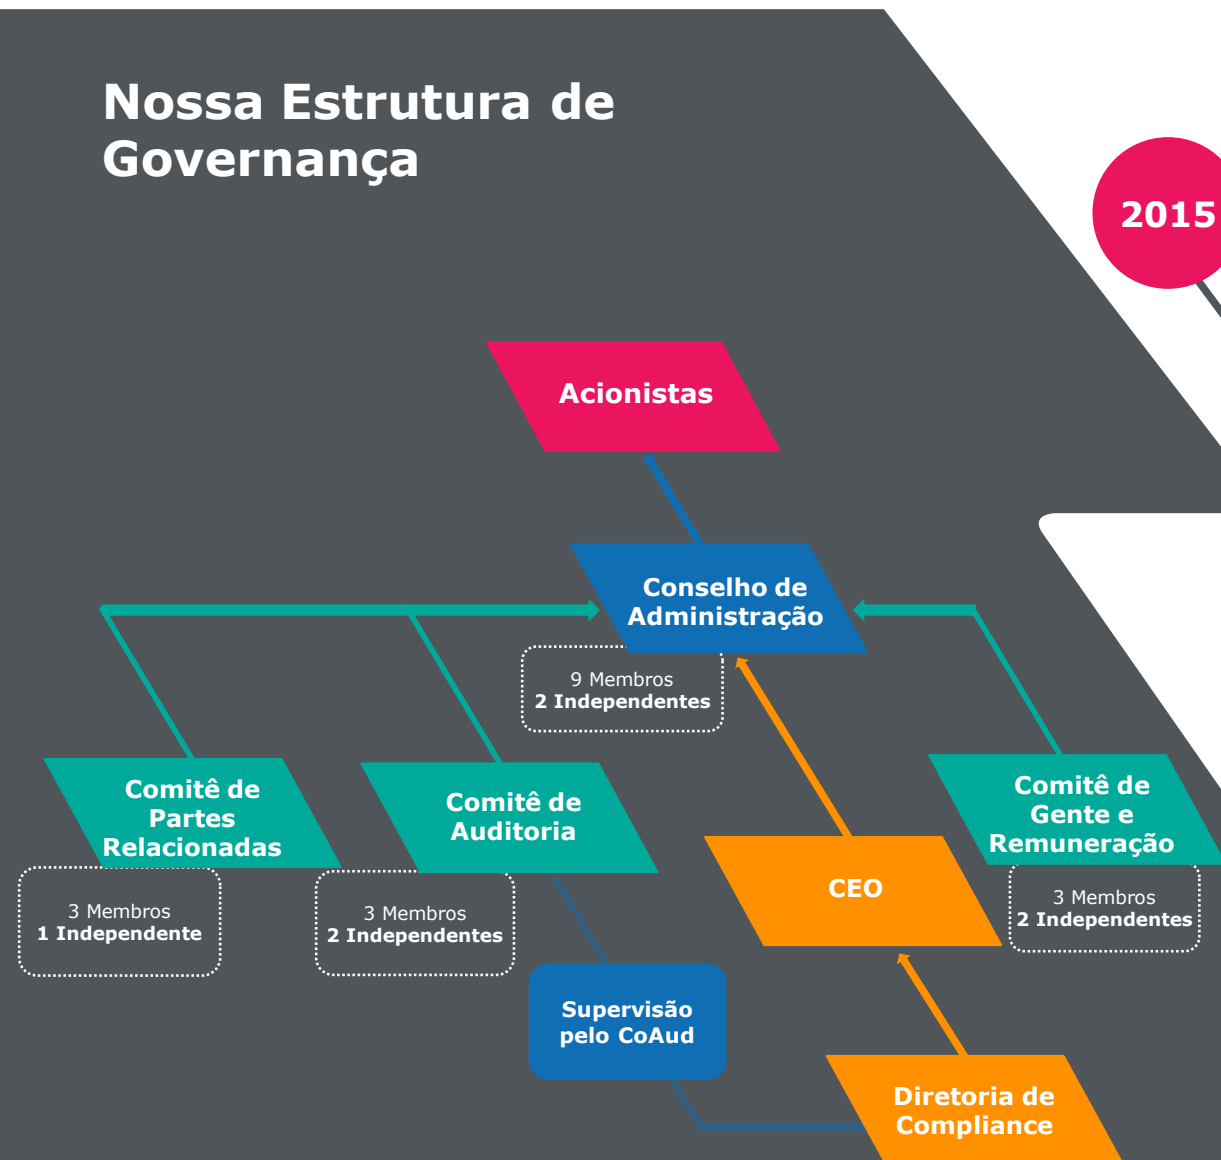 Nossa Estrutura de
Governança
2015
Acionistas
Conselho de
Administração
9 Membros
2 Independentes
Comitê de
Partes
Relacionadas
3 Membros
1 Independente
Comitê de
Auditoria
3 Membros
2 Independentes
CEO
Comitê de
Gente e
Remuneração
3 Membros
2 Independentes
Supervisão
pelo CoAud
Diretoria de
Compliance